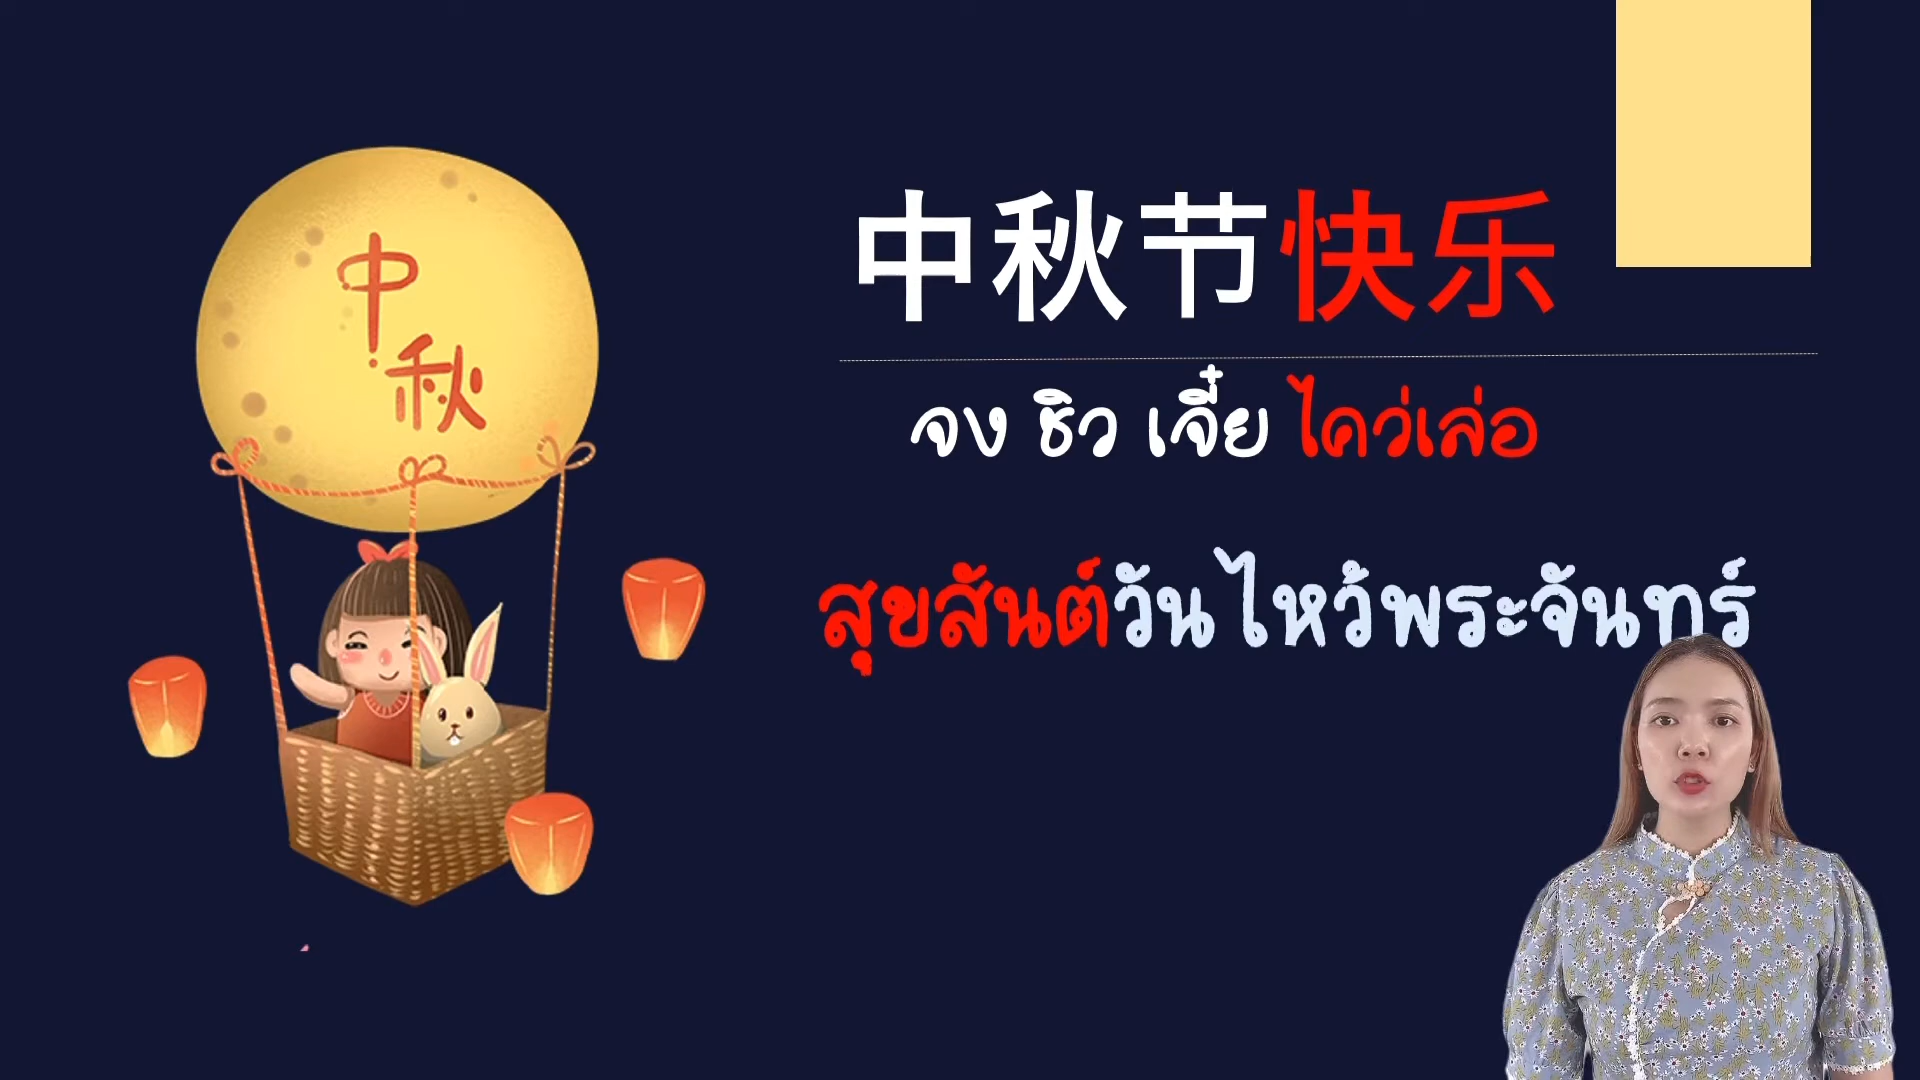 中
秋
中秋节快乐
จง ชิว เจี๋ย ไคว่เล่อ
สุขสันต์วันไหว้พระจันทร์